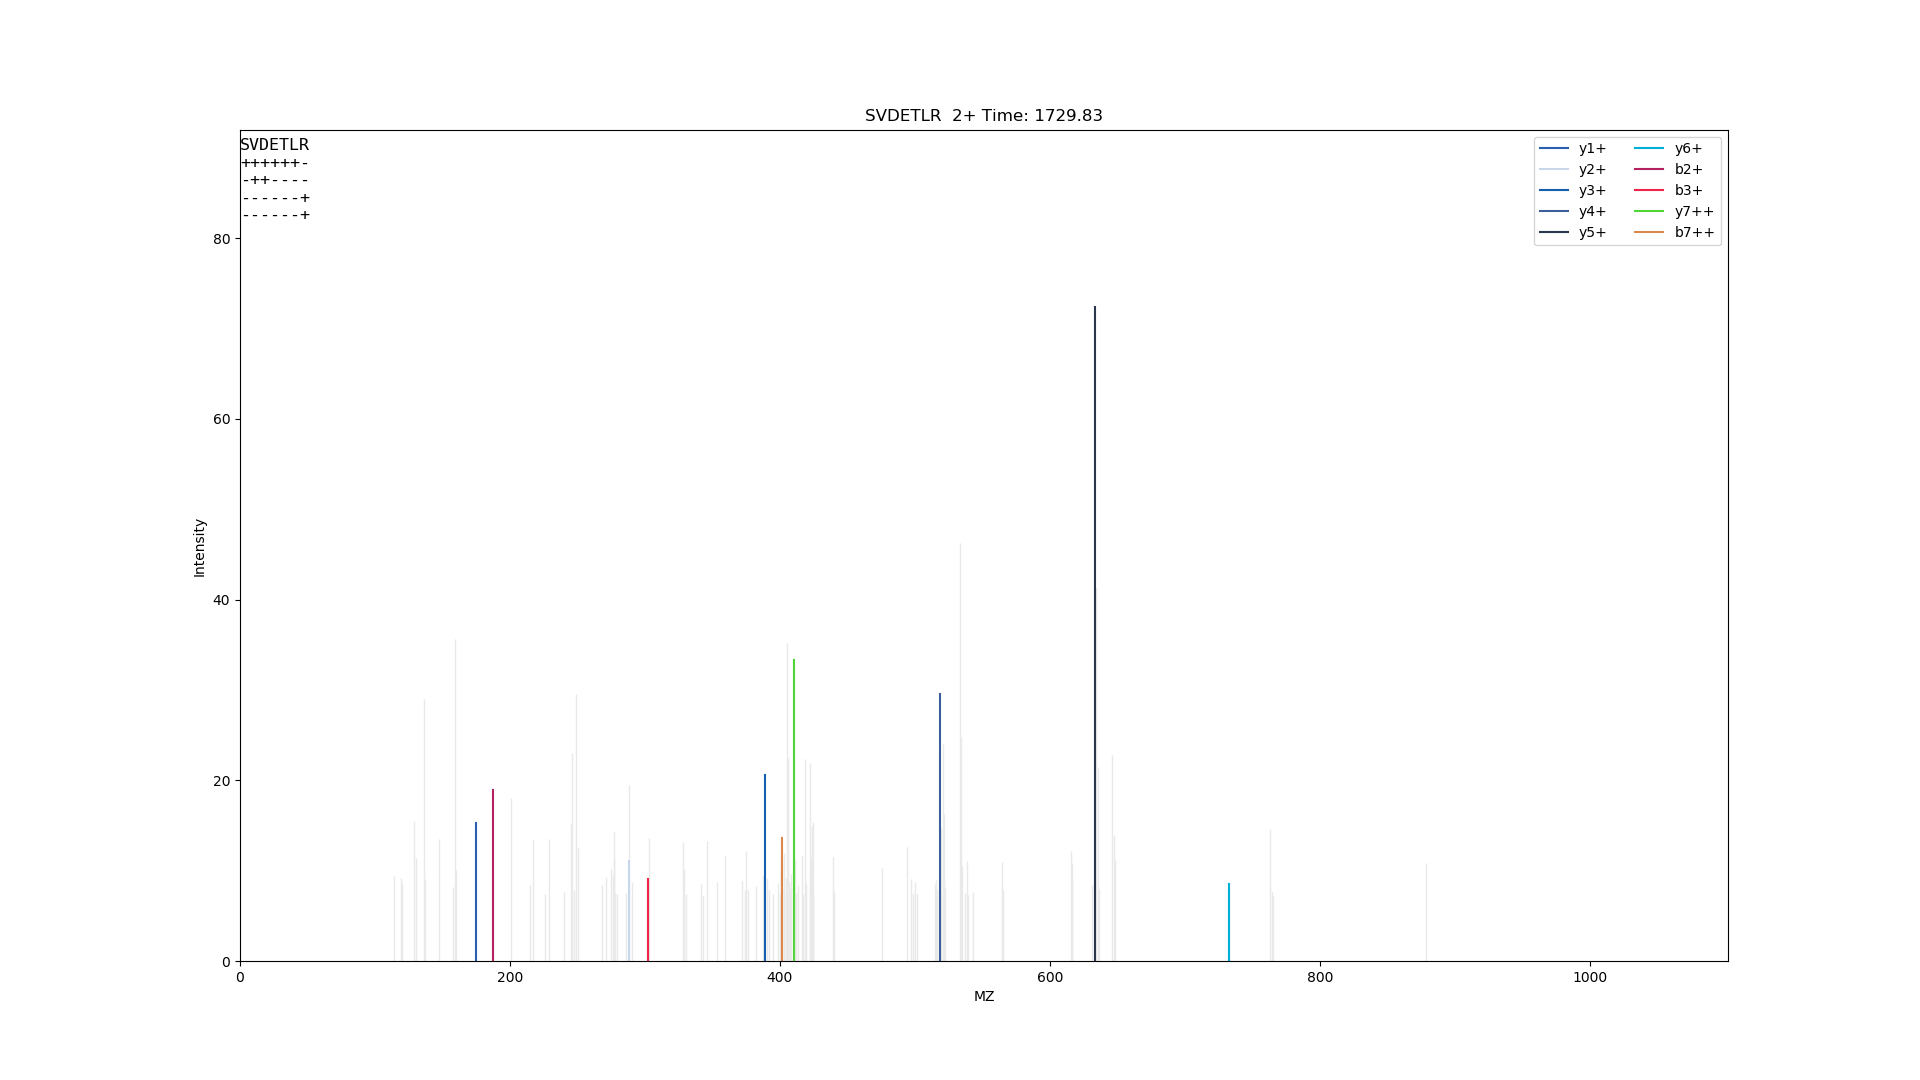 SVDETLR  2+ Time: 1729.83
SVDETLR
++++++-
-++----
------+
------+
y1+
y2+
y3+
y4+
y5+
y6+
b2+
b3+
y7++
b7++
80
60
40
20
0
Intensity
0 200 400 600 800 1000
MZ